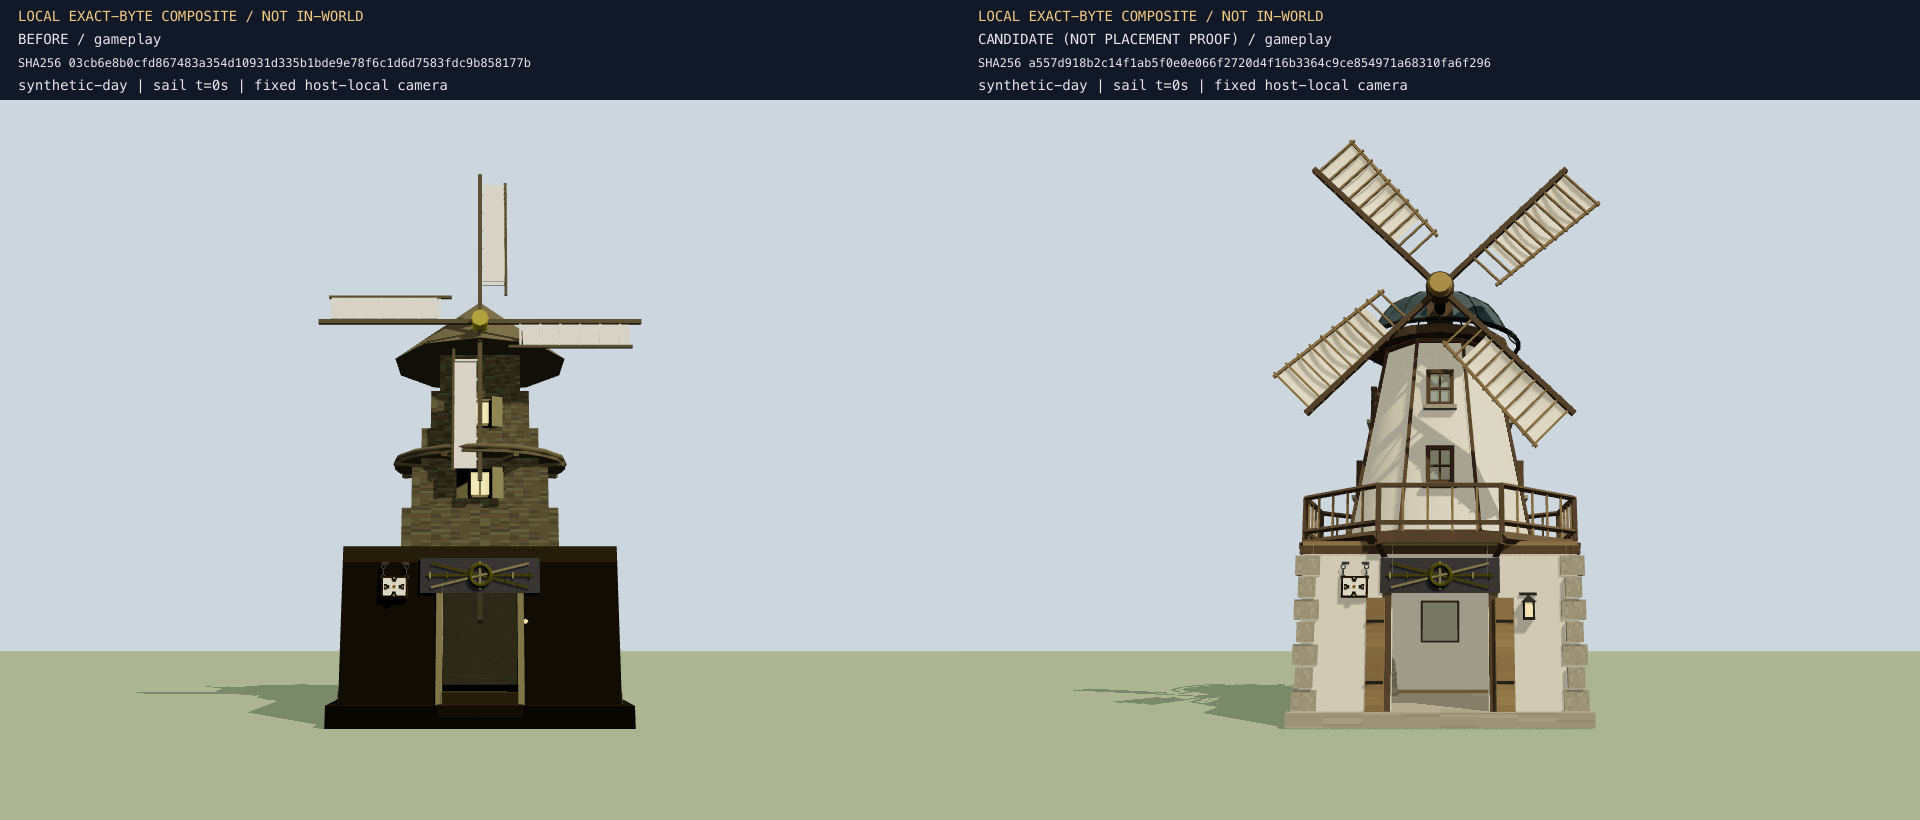 LOCAL EXACT-BYTE COMPOSITE / NOT IN-WORLD
BEFORE / gameplay
SHA256 03cb6e8b0cfd867483a354d10931d335b1bde9e78f6c1d6d7583fdc9b858177b
synthetic-day | sail t=0s | fixed host-local camera
LOCAL EXACT-BYTE COMPOSITE / NOT IN-WORLD
CANDIDATE (NOT PLACEMENT PROOF) / gameplay
SHA256 a557d918b2c14f1ab5f0e0e066f2720d4f16b3364c9ce854971a68310fa6f296
synthetic-day | sail t=0s | fixed host-local camera